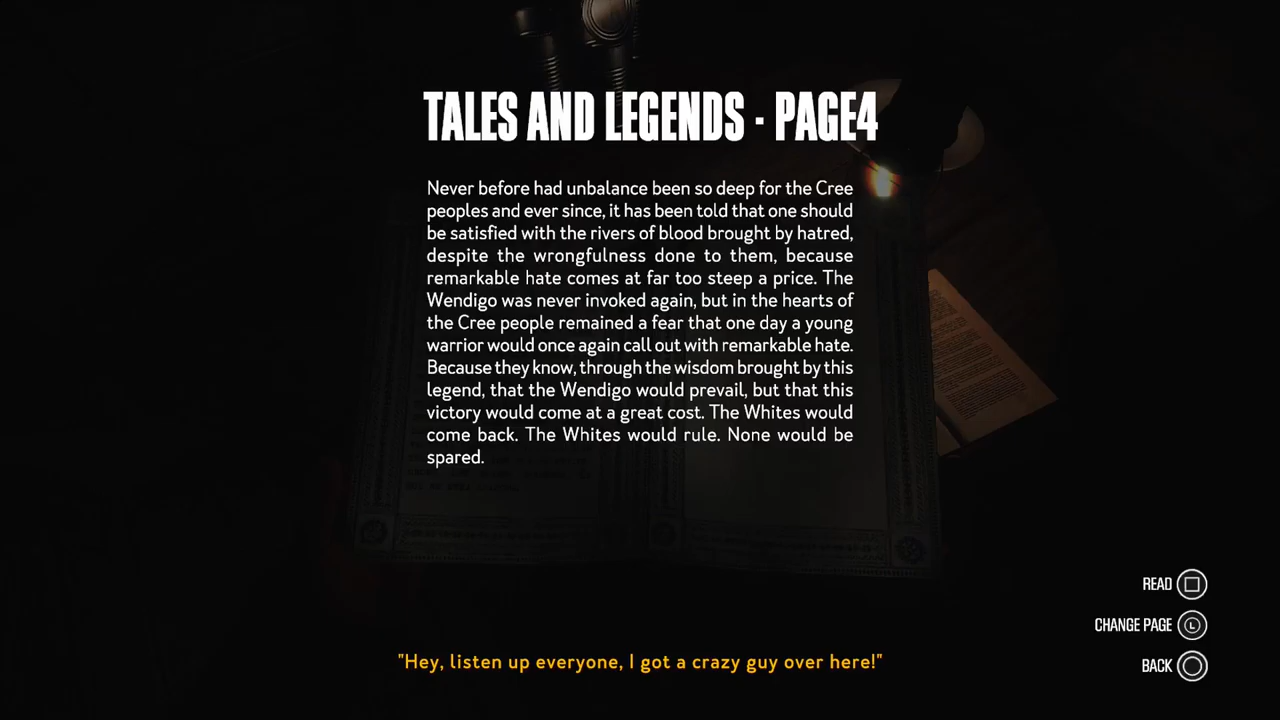 TALES AND LEGENDS - PAGE4
Never before had unbalance been so deep for the Cree
peoples and ever since, it has been told that one should
be satisfied with the rivers of blood brought by hatred,
despite the wrongfulness done to them, because
remarkable hate comes at far too steep a price. The
Wendigo was never invoked again, but in the hearts of
the Cree people remained a fear that one day a young
warrior would once again call out with remarkable hate.
Because they know, through the wisdom brought by this
legend, that the Wendigo would prevail, but that this
victory would come at a great cost. The Whites would
come back. The Whites would rule. None would be
spared.
READ
CHANGE PAGE L
BACK
"Hey, listen up everyone, I got a crazy guy over here!"